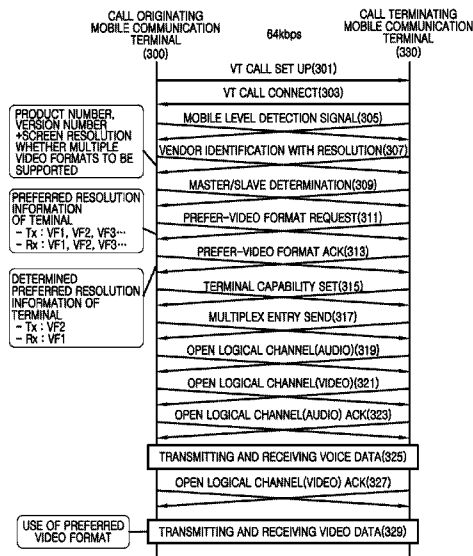 CALL ORIGINATING
MOBILE COMMUNICATION
TERMINAL
(300)
64kbps
CALL TERMINATING
MOBILE COMMUNICATION
TERMINAL
(330)
VT CALL SET UP(301)
VT CALL CONNECT(303)
PRODUCT NUMBER,
VERSION NUMBER
+SCREEN RESOLUTION
WHETHER MULTIPLE
VIDEO FORMATS TO BE
SUPPORTED
MOBILE LEVEL DETECTION SIGNAL(305)
VENDOR IDENTIFICATION WITH RESOLUTION(307)
MASTER/SLAVE DETERMINATION(309)
PREFERRED RESOLUTION
INFORMATION
OF TEMINAL
- Tx : VF1, VF2, VF3···
- Rx : VF1, VF2, VF3···
PREFER-VIDEO FORMAT REQUEST(311)
PREFER-VIDEO FORMAT ACK(313)
DETERMINED
PREFERRED RESOLUTION
INFORMATION OF
TERMINAL
- Tx : VF2
- Rx : VF1
TERMINAL CAPABILITY SET(315)
MULTIPLEX ENTRY SEND(317)
OPEN LOGICAL CHANNEL(AUDIO)(319)
OPEN LOGICAL CHANNEL(VIDEO)(321)
OPEN LOGICAL CHANNEL(AUDIO) ACK(323)
TRANSMITTING AND RECEIVING VOICE DATA(325)
OPEN LOGICAL CHANNEL(VIDEO) ACK(327)
USE OF PREFERRED
VIDEO FORMAT
TRANSMITTING AND RECEIVING VIDEO DATA(329)